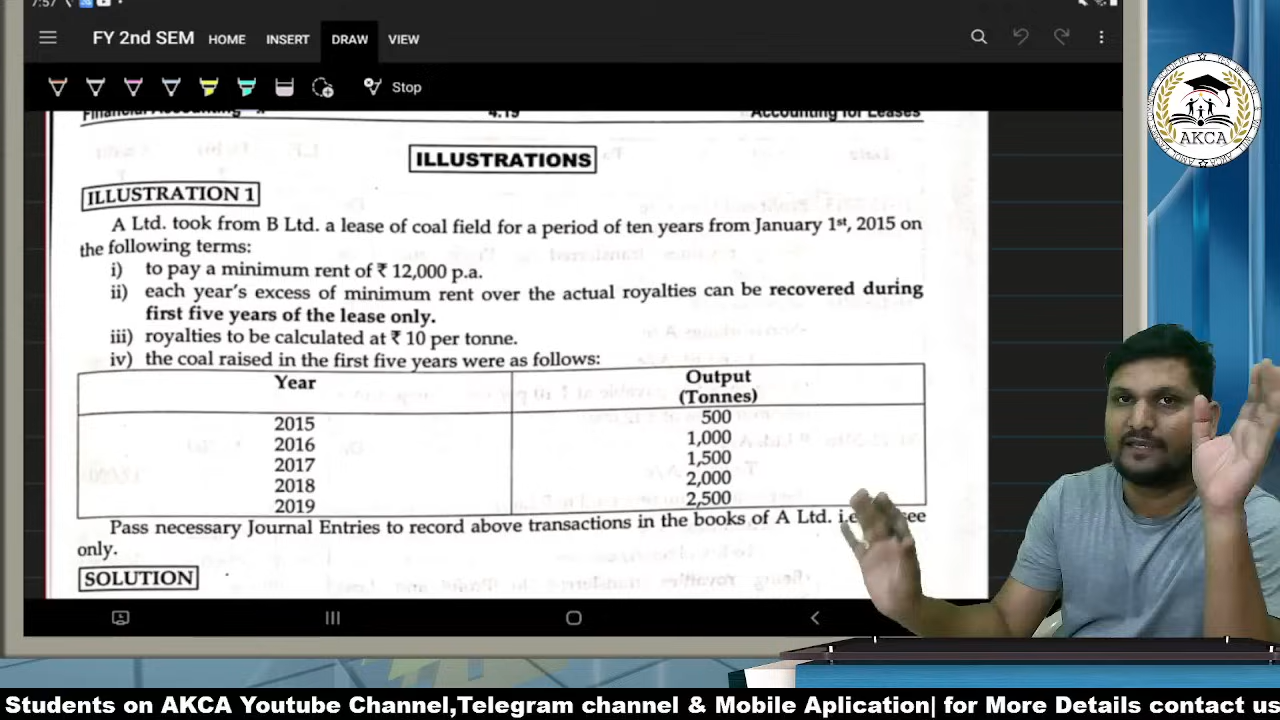 7:57
FY 2nd SEM HOME INSERT DRAW VIEW
Stop
Financial Accounting 4.19 Accounting for Leases
ILLUSTRATIONS
ILLUSTRATION 1
A Ltd. took from B Ltd. a lease of coal field for a period of ten years from January 1st, 2015 on
the following terms:
i) to pay a minimum rent of ₹ 12,000 p.a.
ii) each year's excess of minimum rent over the actual royalties can be recovered during
first five years of the lease only.
iii) royalties to be calculated at ₹ 10 per tonne.
iv) the coal raised in the first five years were as follows:
Year Output
(Tonnes)
2015 500
2016 1,000
2017 1,500
2018 2,000
2019 2,500
Pass necessary Journal Entries to record above transactions in the books of A Ltd. i.e.
only.
SOLUTION
AKCA
Students on AKCA Youtube Channel,Telegram channel & Mobile Aplication| for More Details contact us